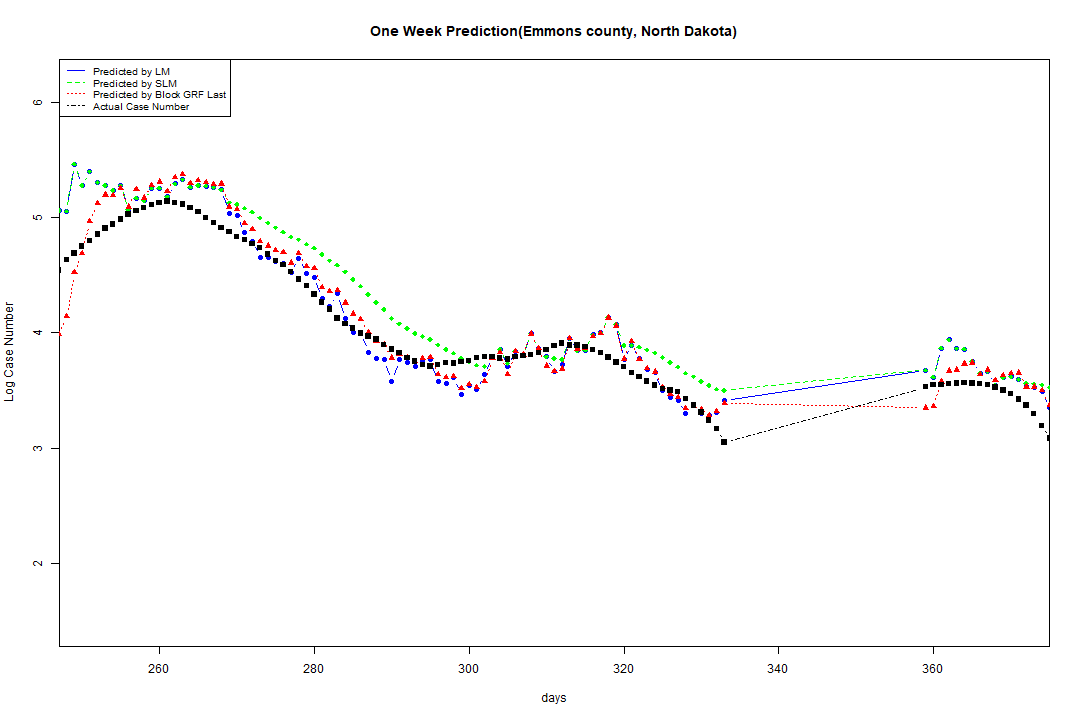 One Week Prediction(Emmons county, North Dakota)
Predicted by LM
Predicted by SLM
Predicted by Block GRF Last
Actual Case Number
6
5
4
3
2
Log Case Number
260 280 300 320 340 360
days